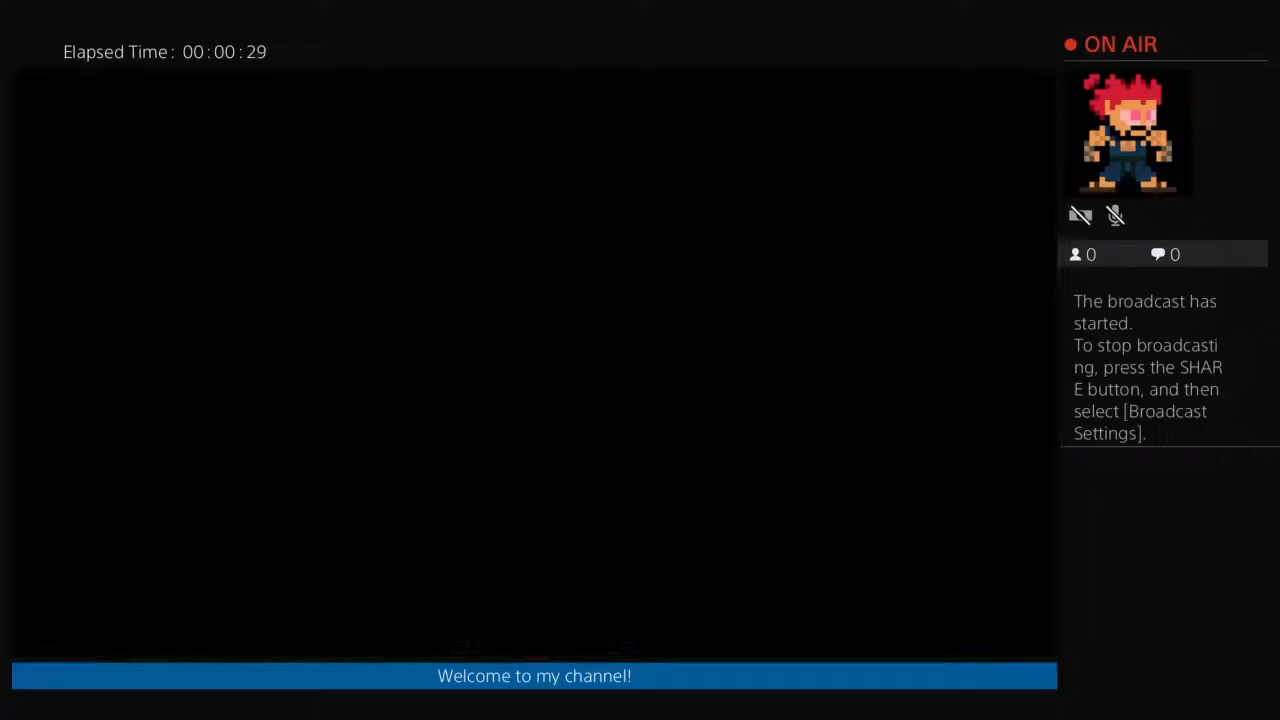 Elapsed Time: 00:00:29
ON AIR
0 0
The broadcast has
started.
To stop broadcasti
ng, press the SHAR
E button, and then
select [Broadcast
Settings].
Welcome to my channel!